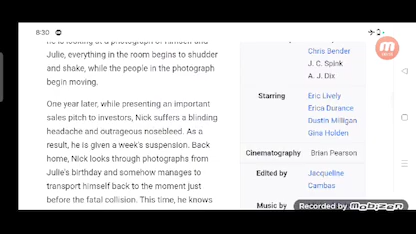 8:30
he is looking at a photograph of himself and
Julie, everything in the room begins to shudder
and shake, while the people in the photograph
begin moving.
One year later, while presenting an important
sales pitch to investors, Nick suffers a blinding
headache and outrageous nosebleed. As a
result, he is given a week's suspension. Back
home, Nick looks through photographs from
Julie's birthday and somehow manages to
transport himself back to the moment just
before the fatal collision. This time, he knows
Chris Bender
J. C. Spink
A. J. Dix
Starring
Eric Lively
Erica Durance
Dustin Milligan
Gina Holden
Cinematography
Brian Pearson
Edited by
Jacqueline
Cambas
Music by
Recorded by Mobizen